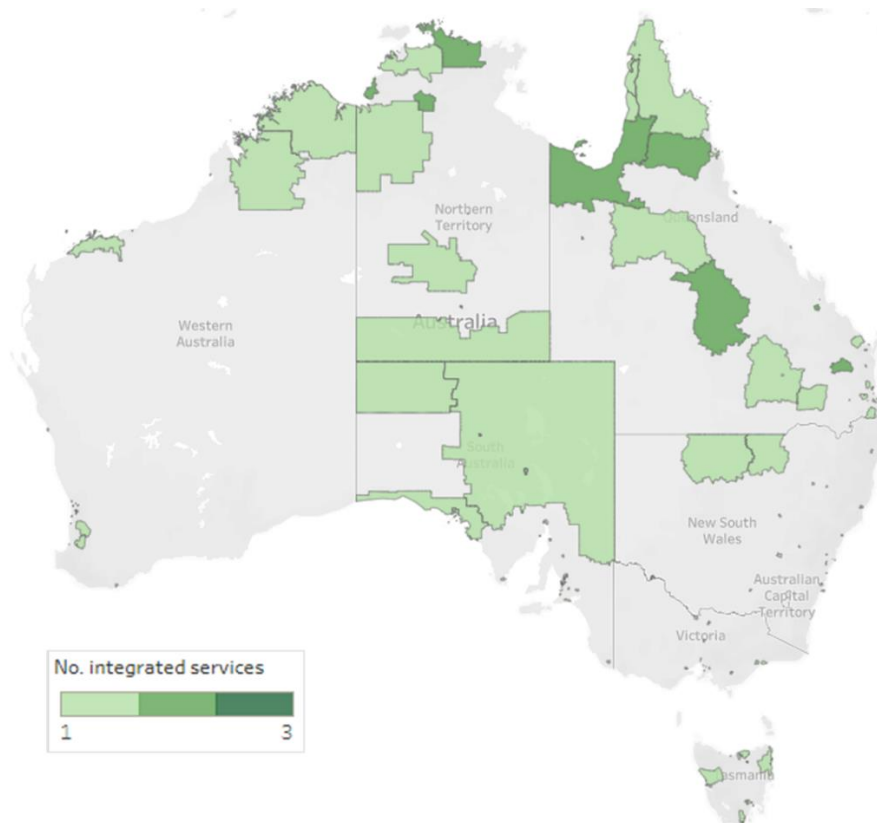 Northern
Territory
Queensland
Australia
Western
Australia
South
Australia
New South
Wales
Australian
Capital
Territory
Victoria
Tasmania
No. integrated services
1
3